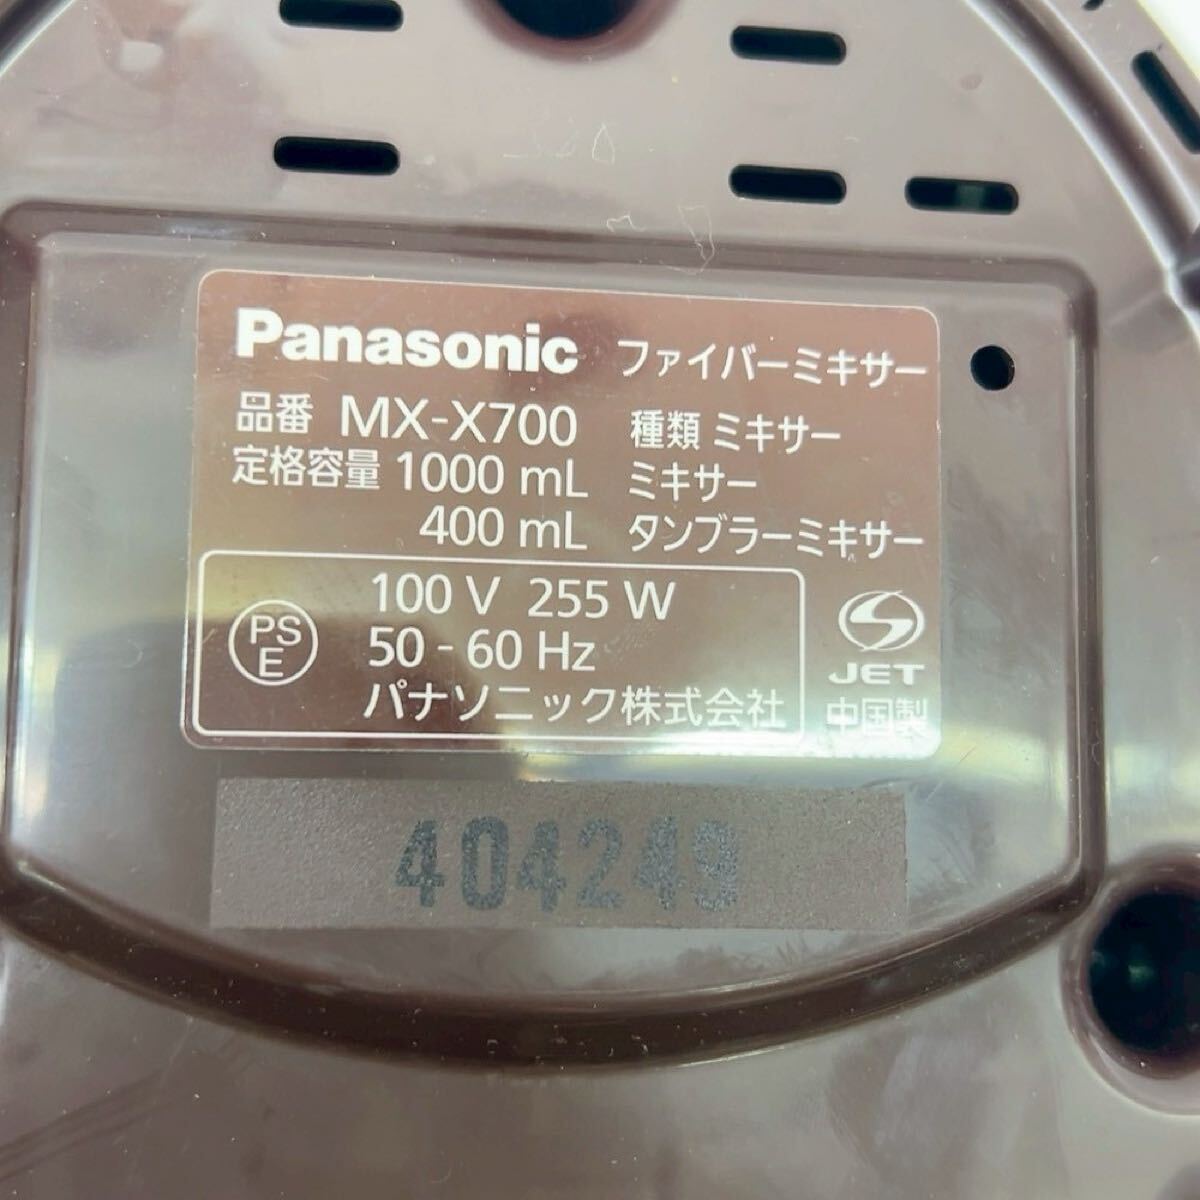 Panasonic ファイバーミキサー
品番 MX-X700 種類 ミキサー
定格容量 1000 mL ミキサー
400 mL タンブラーミキサー
PS
E
100 V 255 W
50 - 60 Hz
パナソニック株式会社
JET
中国製
404249